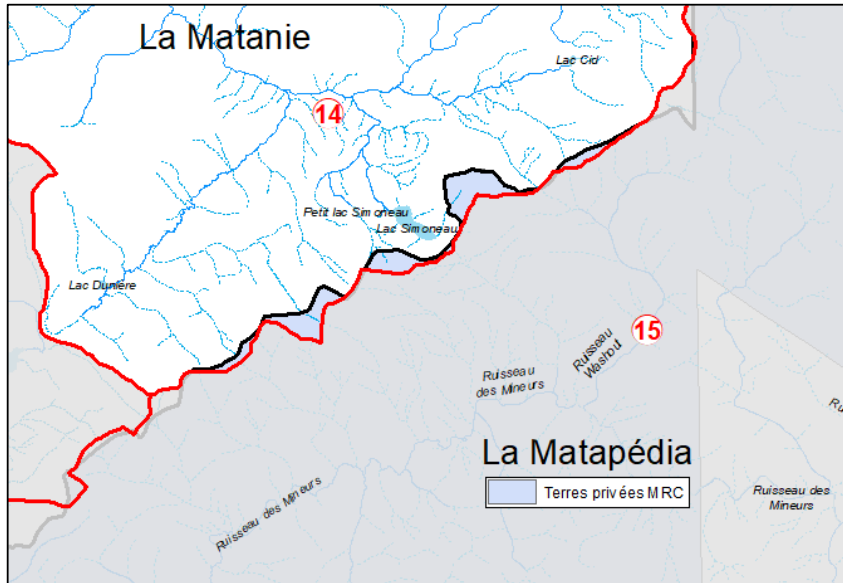 La Matanie
Lac Cid
14
Petit lac Simoneau
Lac Simoneau
Lac Dunière
15
Ruisseau
Washout
Ruisseau
des Mineurs
La Matapédia
Terres privées MRC
Ruisseau des Mineurs
Ruisseau des
Mineurs
Ru